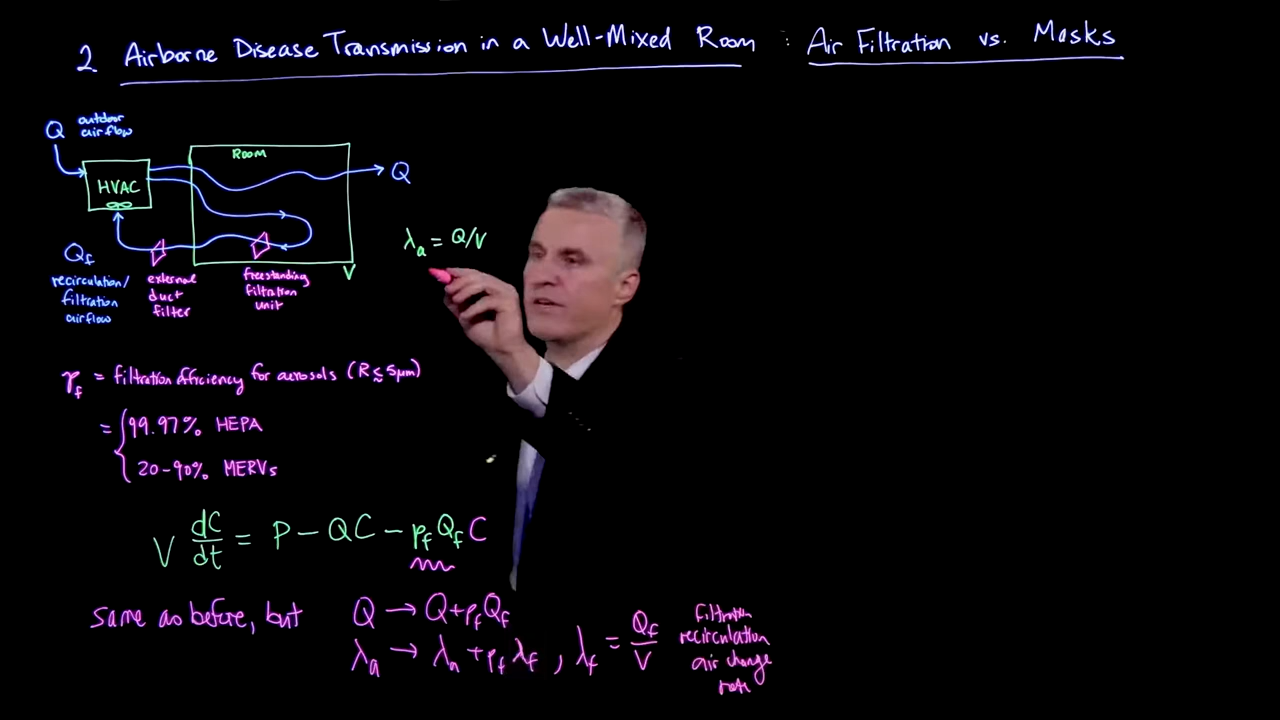 2 Airborne Disease Transmission in a Well-Mixed Room : Air Filtration vs. Masks
Q outdoor air flow
ROOM
HVAC
Q
λa = Q/V
Qf
V
recirculation/ filtration airflow
external duct filter
freestanding filtration unit
pf = filtration efficiency for aerosols (R ≲ 5μm)
= { 99.97% HEPA
20-90% MERVs
V dC/dt = P - QC - pf Qf C
same as before, but Q → Q + pf Qf
λa → λa + pf λf , λf = Qf/V
filtration recirculation air change rate